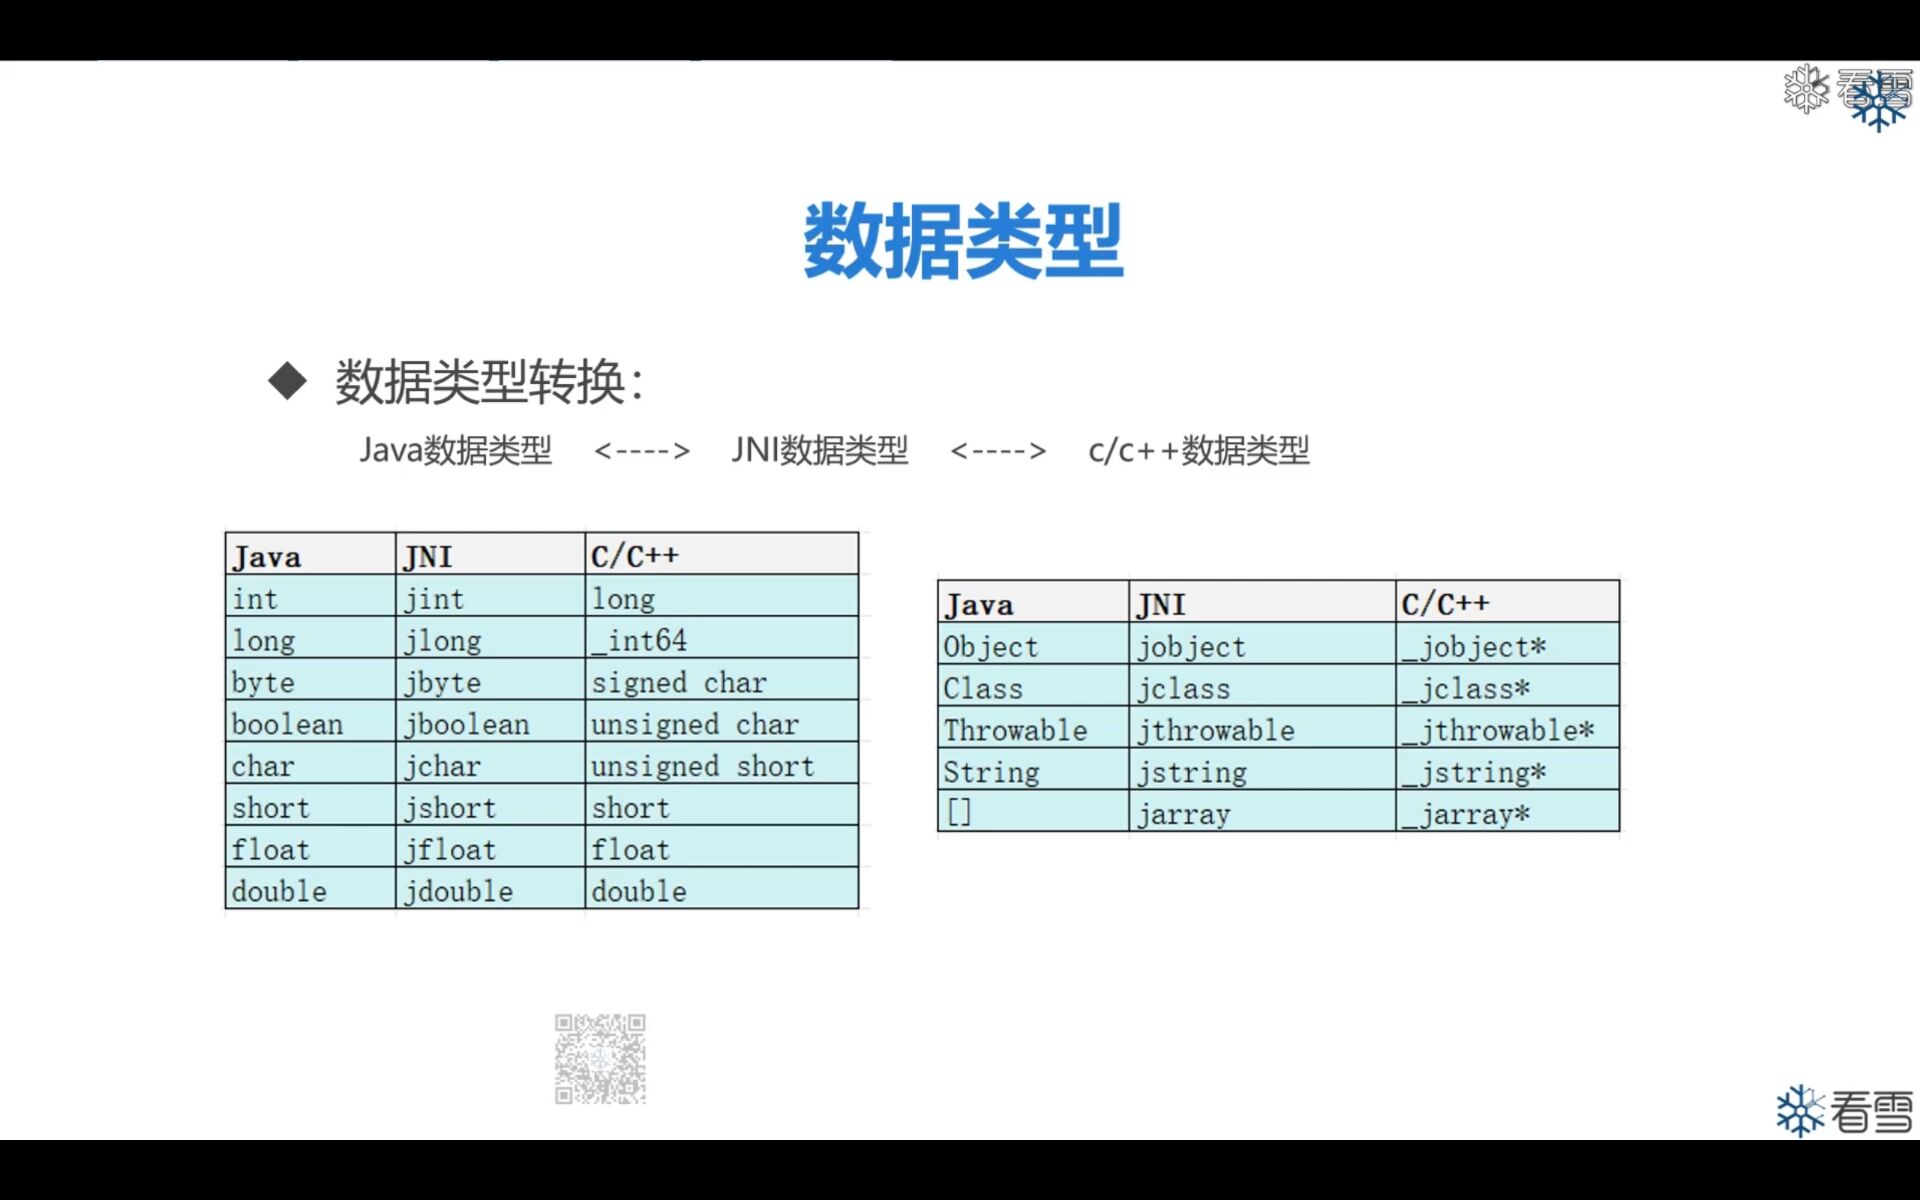 看雪
数据类型
◆ 数据类型转换：
Java数据类型 <----> JNI数据类型 <----> c/c++数据类型
Java JNI C/C++
int jint long
long jlong _int64
byte jbyte signed char
boolean jboolean unsigned char
char jchar unsigned short
short jshort short
float jfloat float
double jdouble double
Java JNI C/C++
Object jobject _jobject*
Class jclass _jclass*
Throwable jthrowable _jthrowable*
String jstring _jstring*
[] jarray _jarray*
看雪